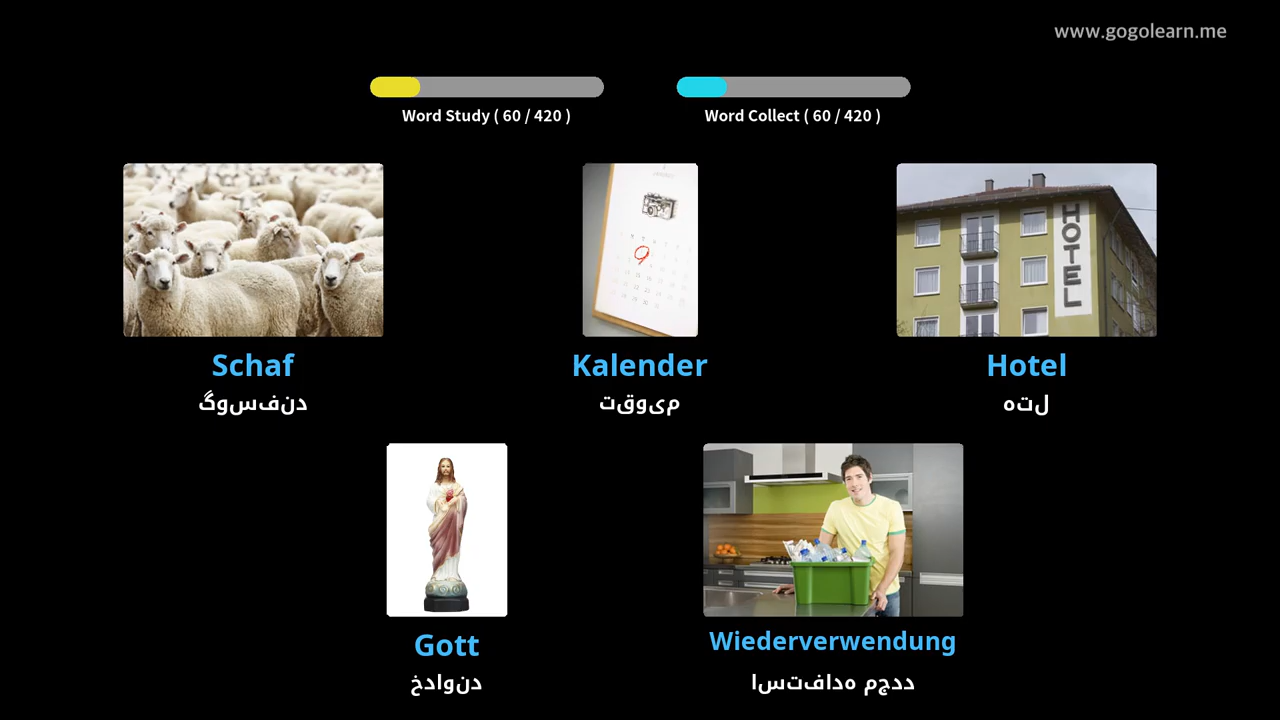 www.gogolearn.me
Word Study ( 60 / 420 )
Word Collect ( 60 / 420 )
Schaf
دنفسوگ
Kalender
میوقت
Hotel
لته
Gott
دنوادخ
Wiederverwendung
ددجم هدافتسا
HOTEL